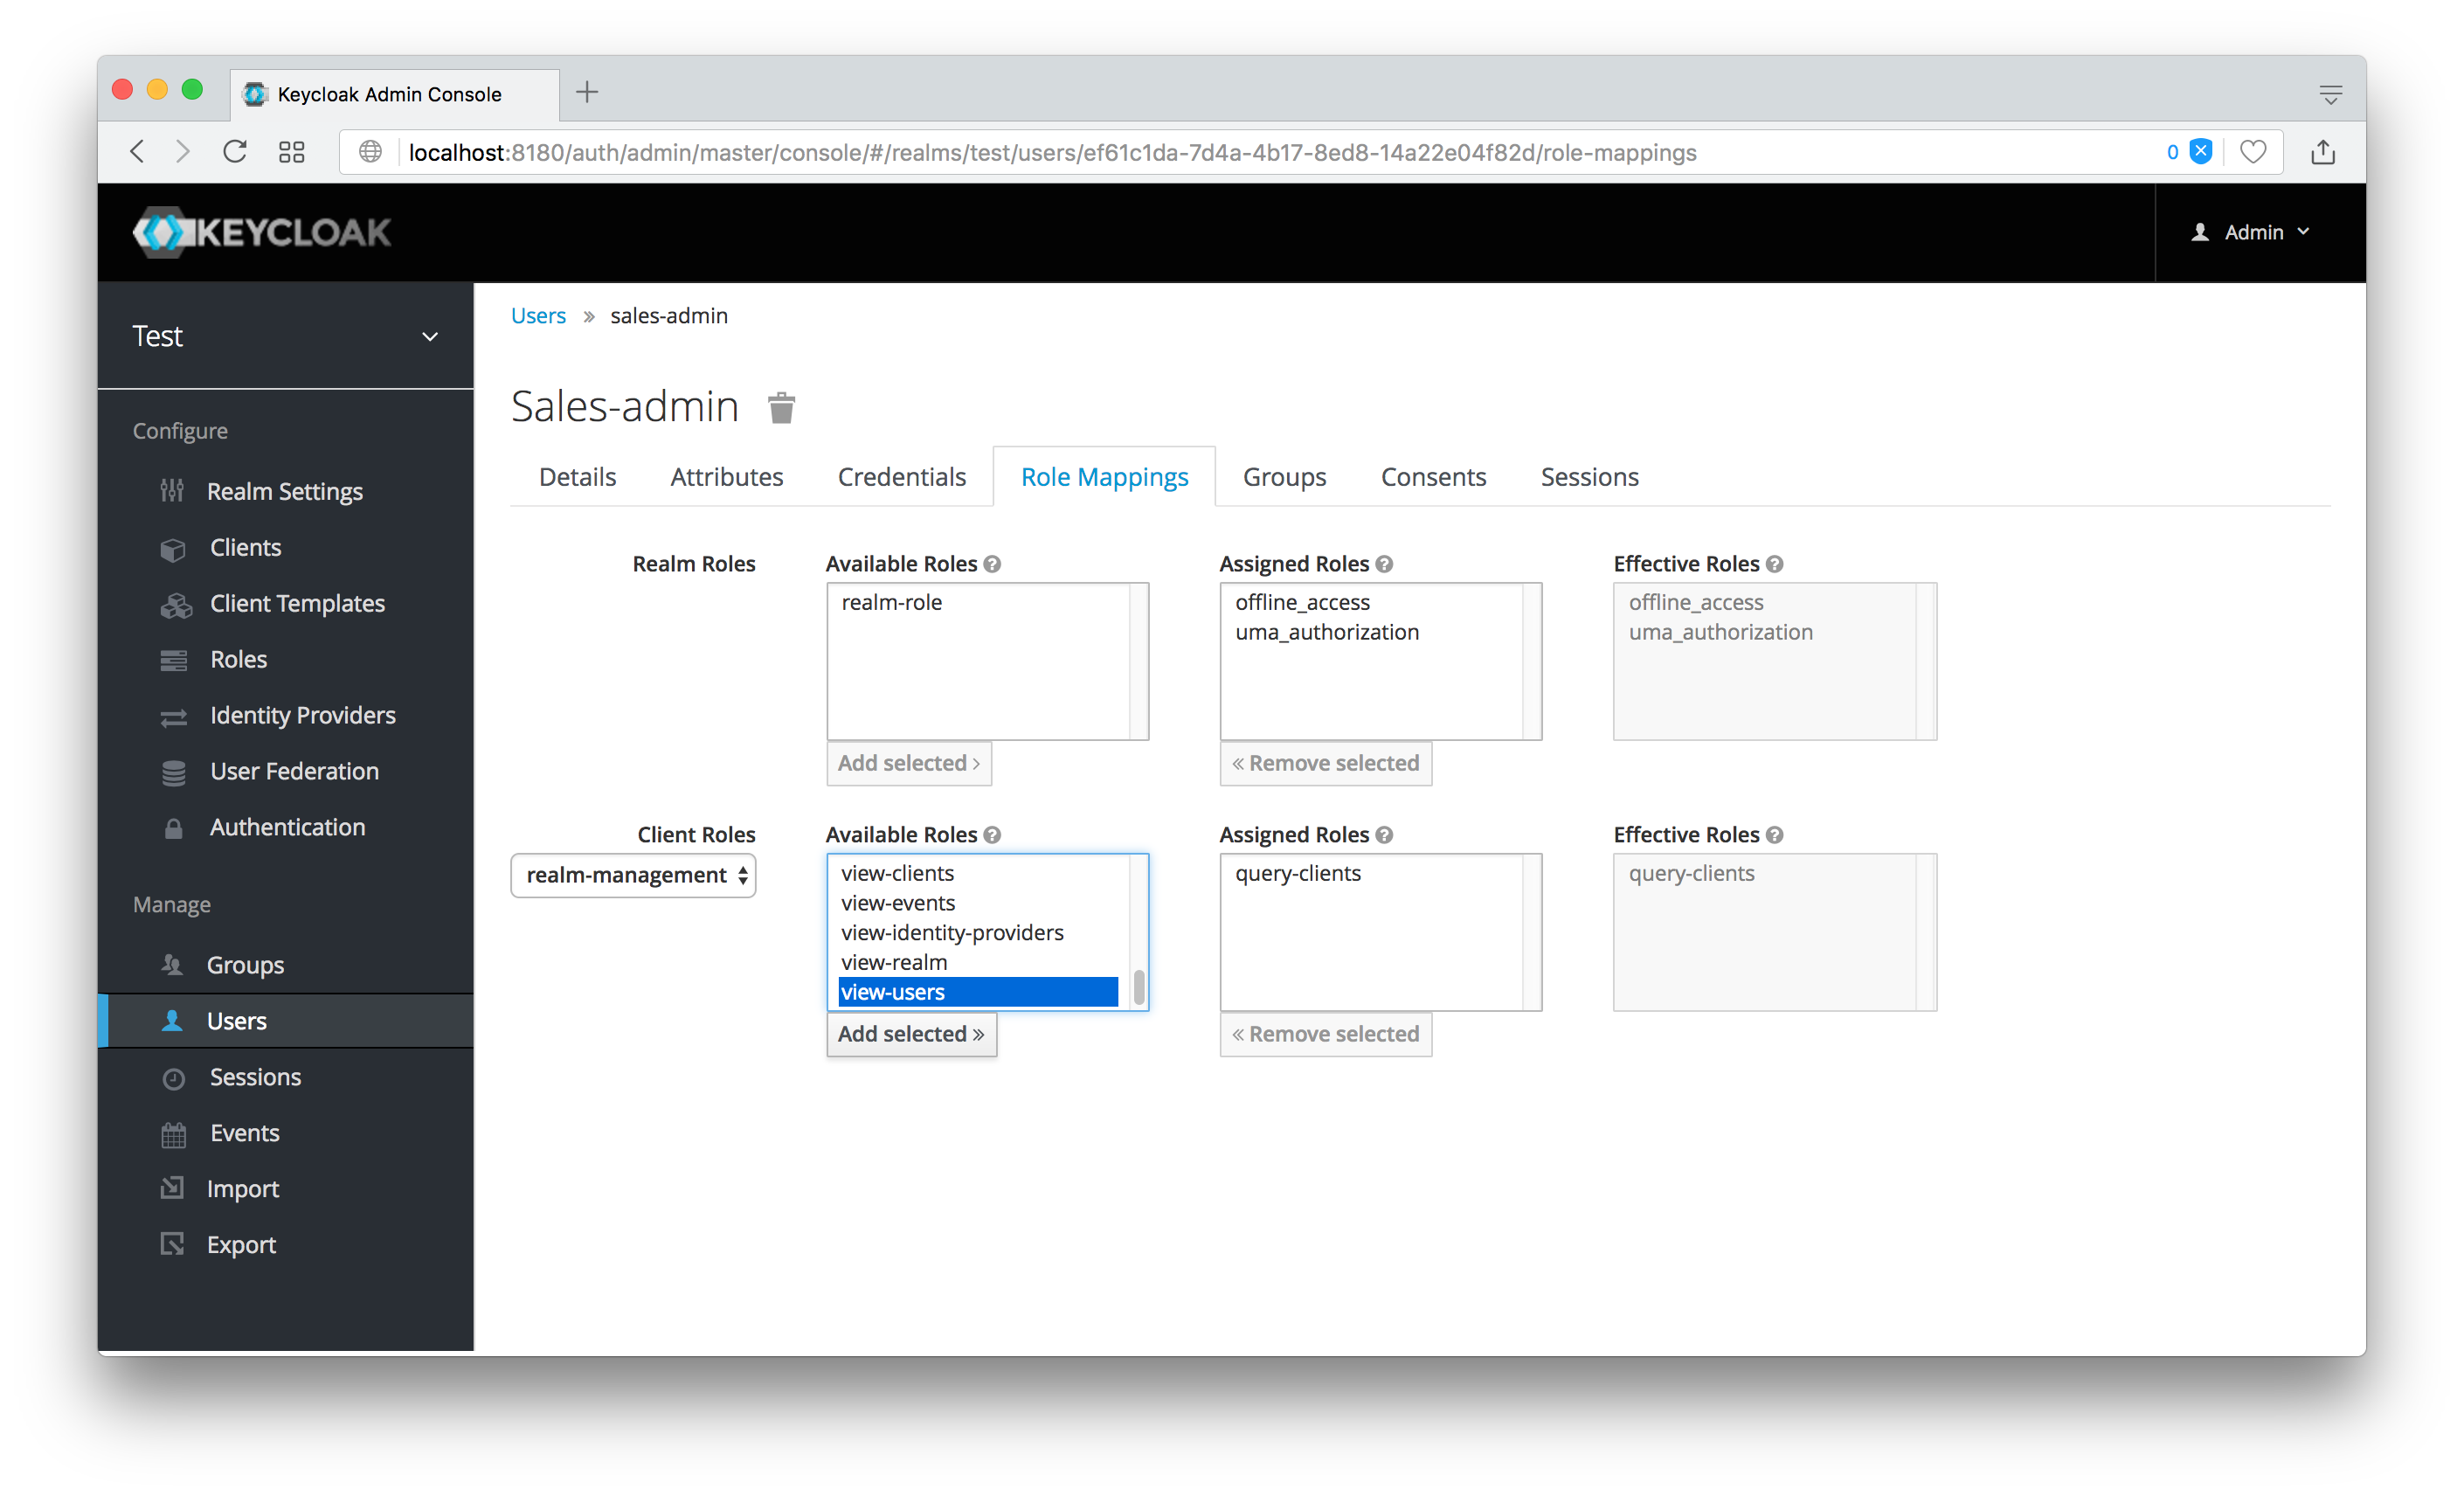 Keycloak Admin Console
localhost:8180/auth/admin/master/console/#/realms/test/users/ef61c1da-7d4a-4b17-8ed8-14a22e04f82d/role-mappings
0
KEYCLOAK
Admin
Test
Configure
Realm Settings
Clients
Client Templates
Roles
Identity Providers
User Federation
Authentication
Manage
Groups
Users
Sessions
Events
Import
Export
Users » sales-admin
Sales-admin
Details Attributes Credentials Role Mappings Groups Consents Sessions
Realm Roles
Available Roles ?
realm-role
Add selected >
Assigned Roles ?
offline_access
uma_authorization
« Remove selected
Effective Roles ?
offline_access
uma_authorization
Client Roles
realm-management
Available Roles ?
view-clients
view-events
view-identity-providers
view-realm
view-users
Add selected »
Assigned Roles ?
query-clients
« Remove selected
Effective Roles ?
query-clients